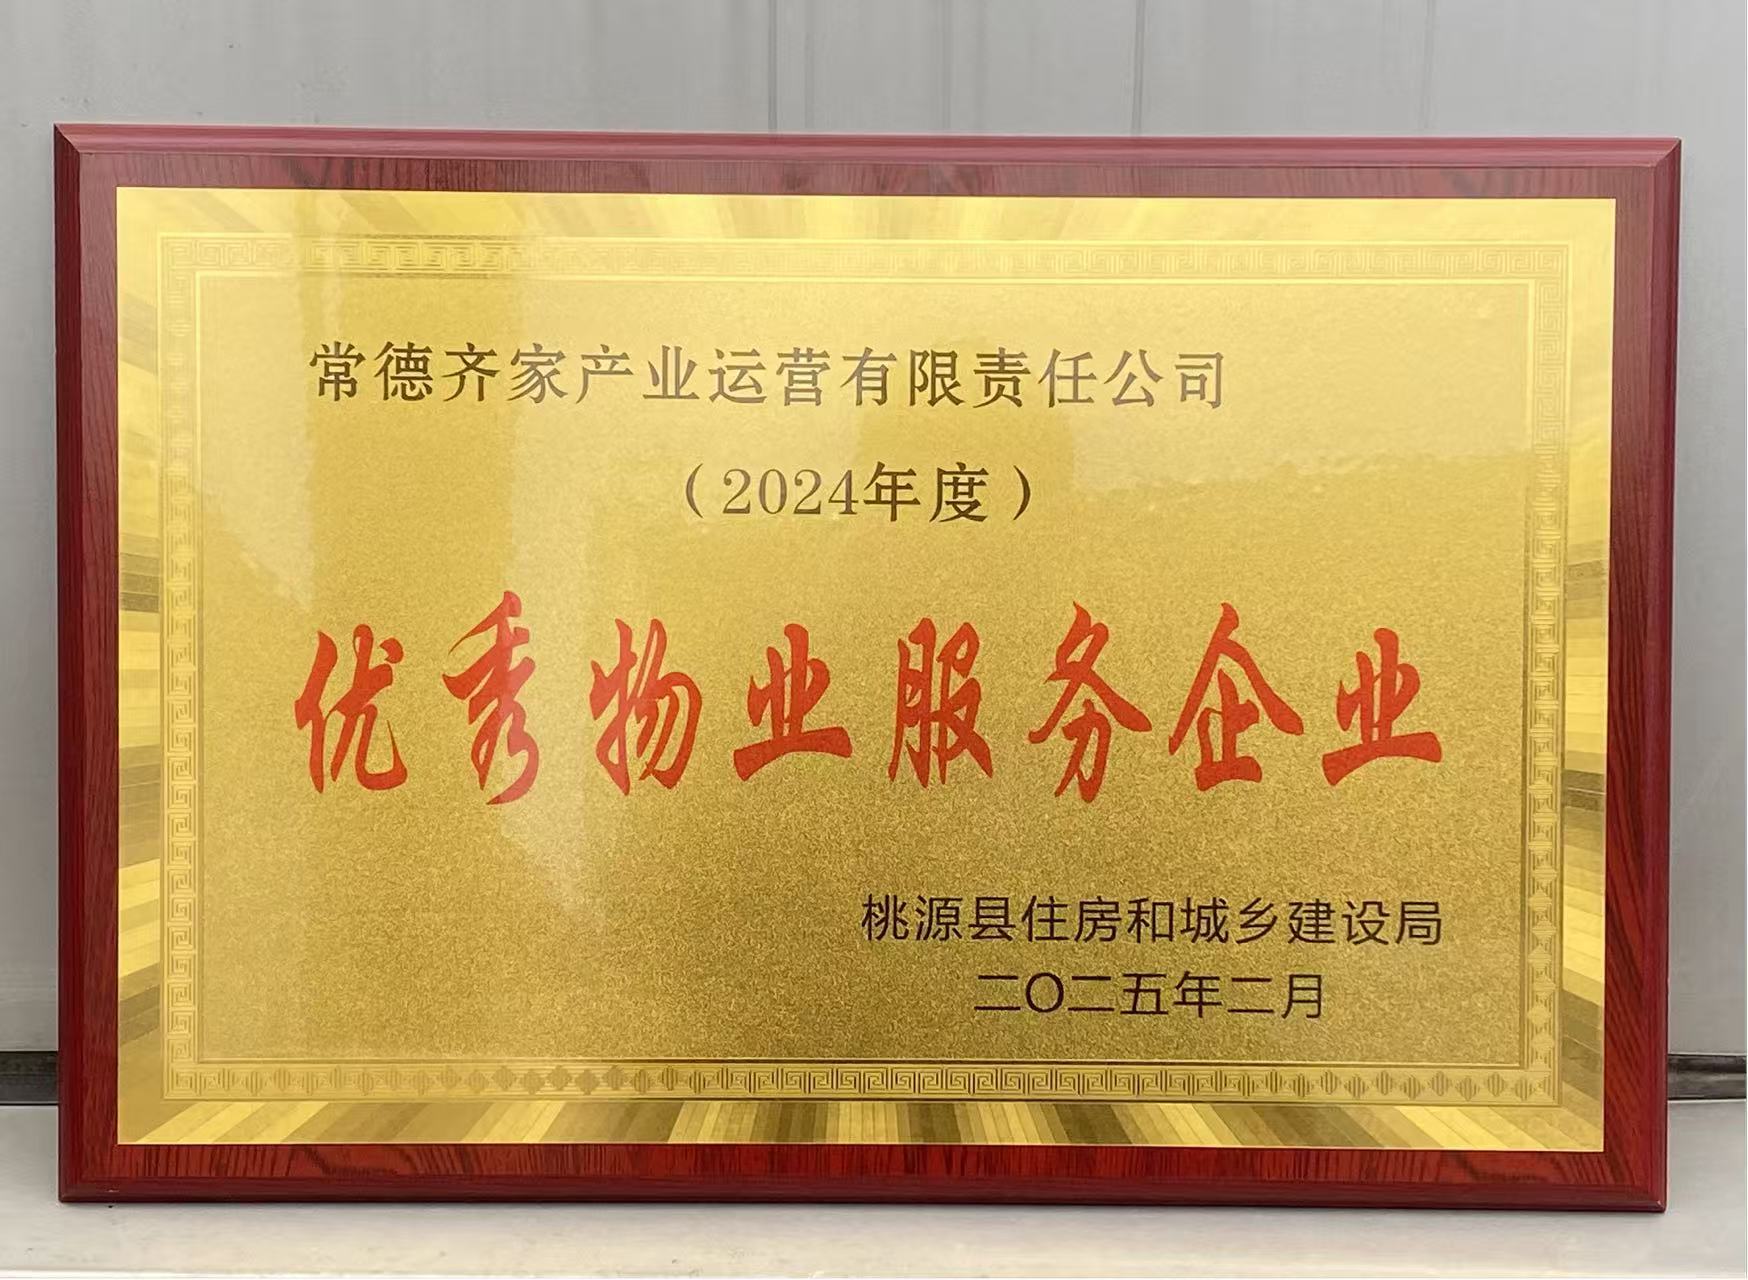 常德齐家产业运营有限责任公司
（2024年度）
优秀物业服务企业
桃源县住房和城乡建设局
二〇二五年二月